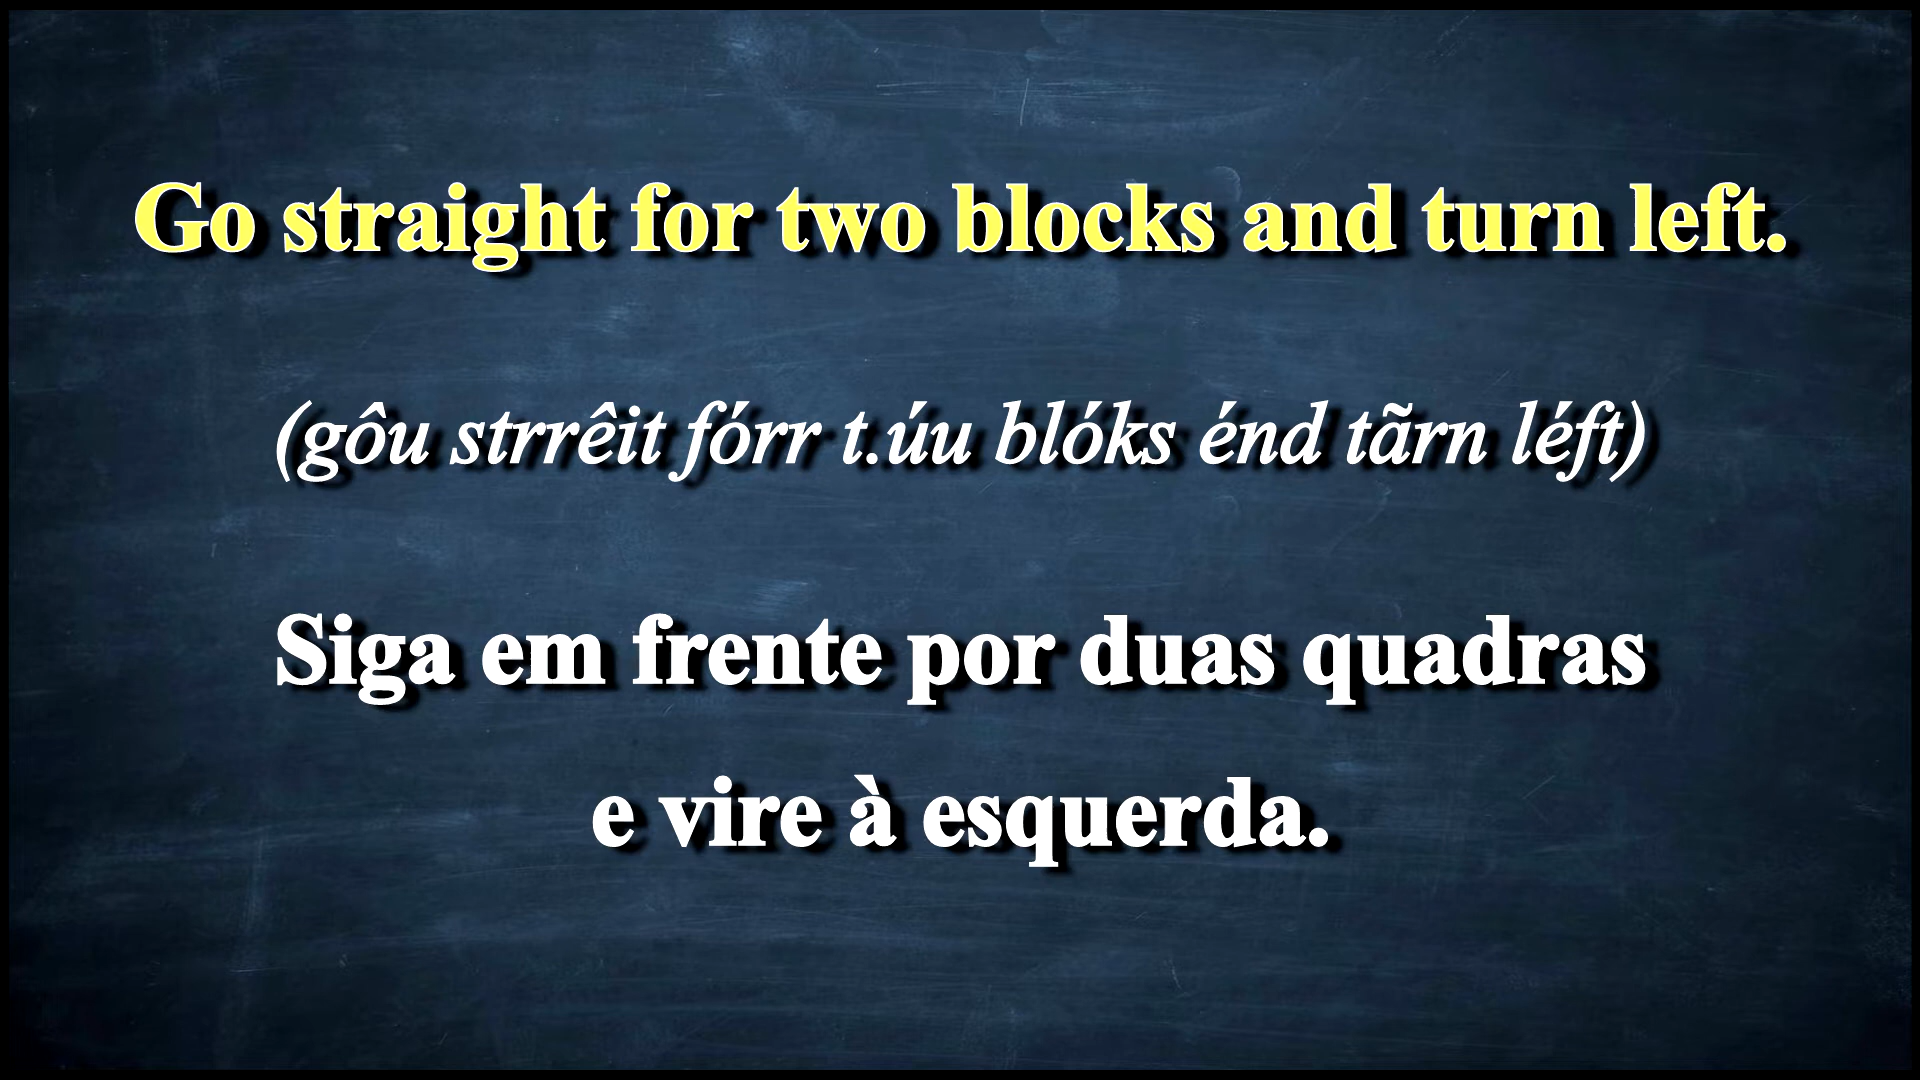 Go straight for two blocks and turn left.
(gôu strrêit fórr t.úu blóks énd tãrn léft)
Siga em frente por duas quadras
e vire à esquerda.